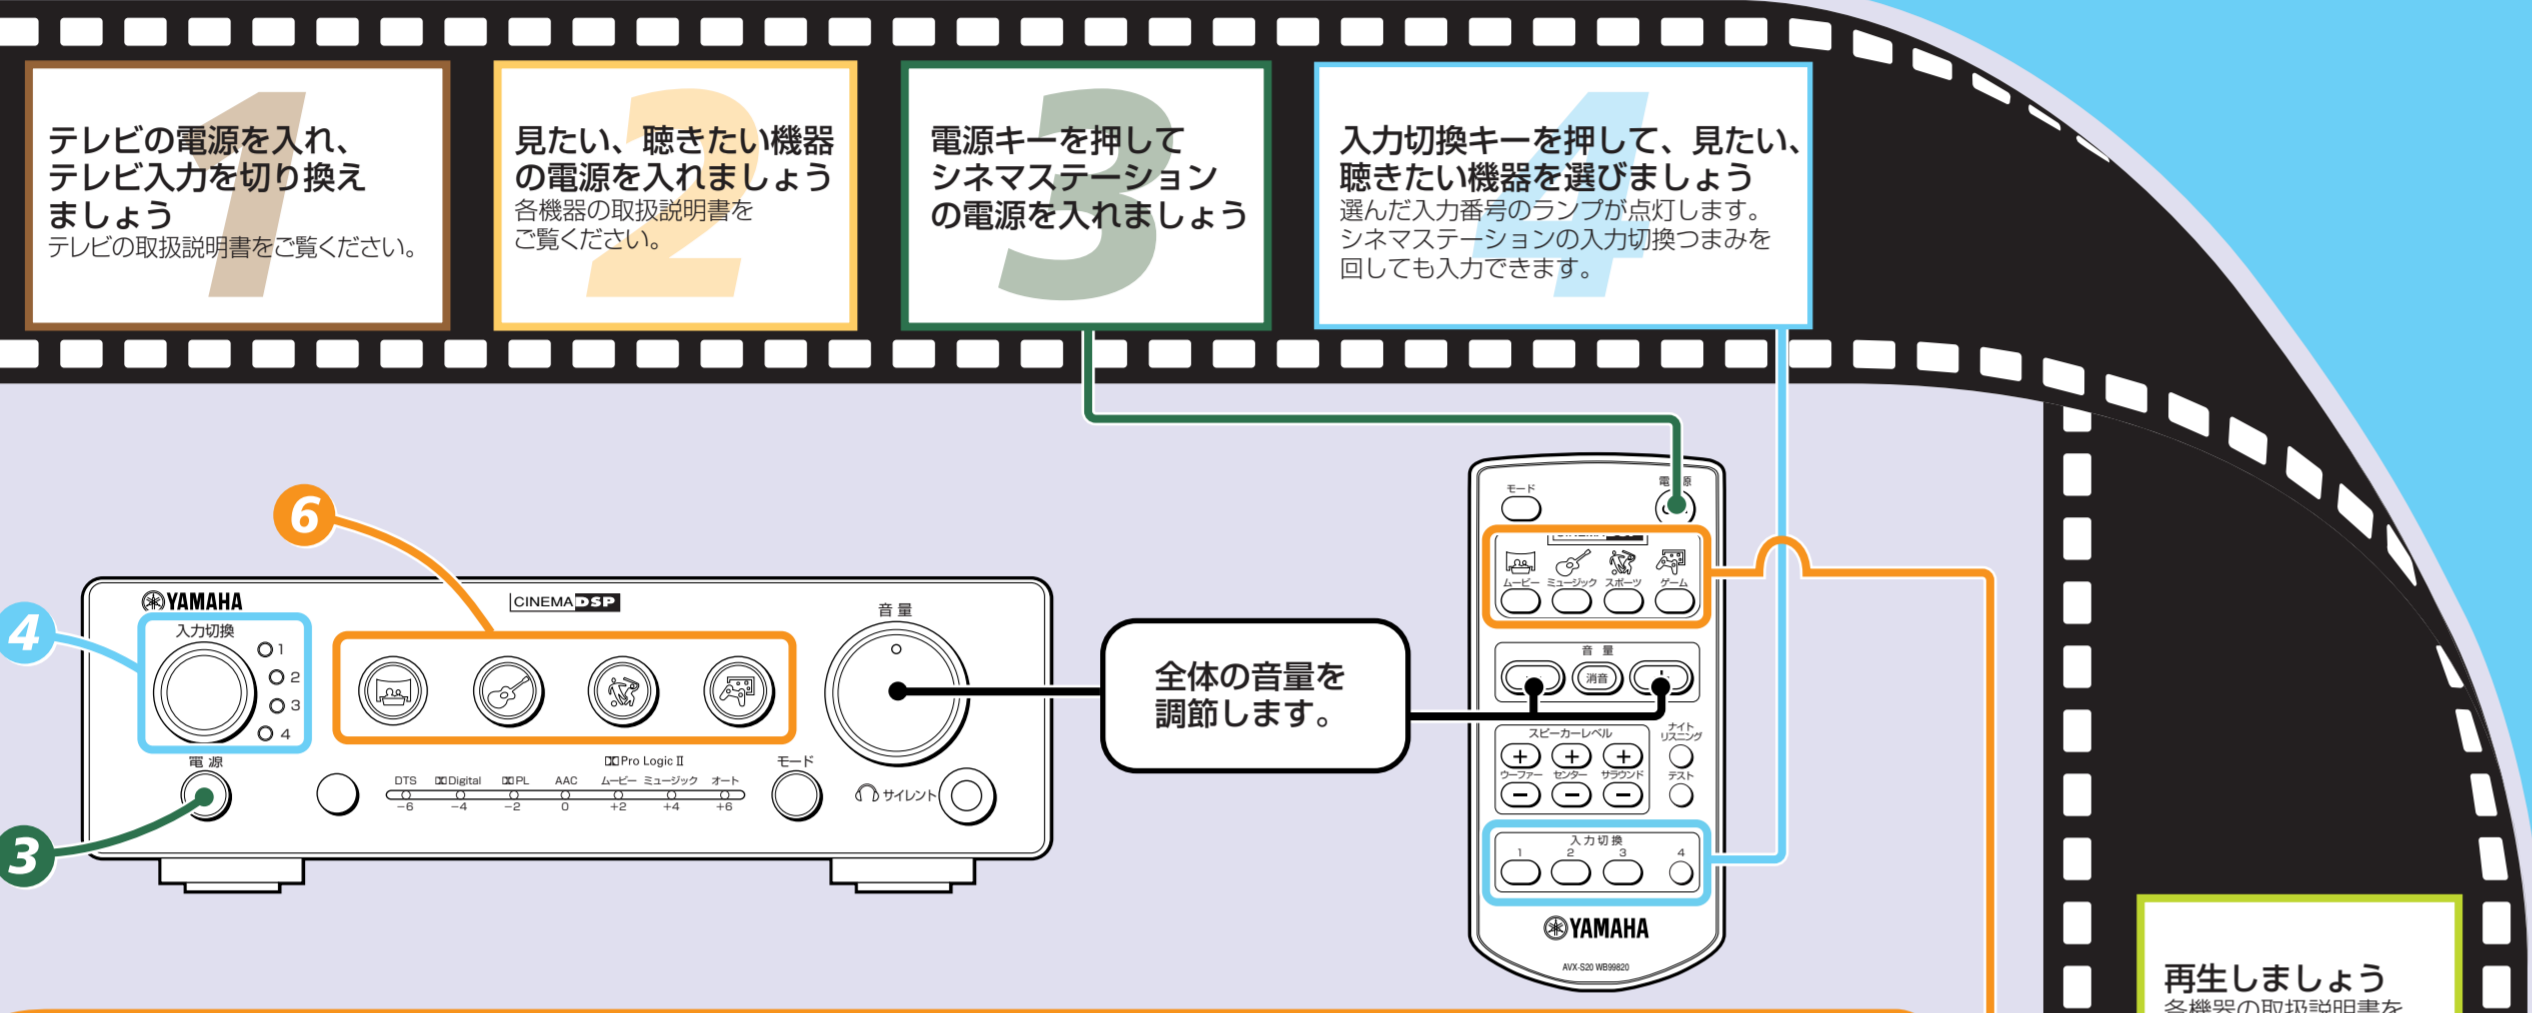 1
テレビの電源を入れ、
テレビ入力を切り換え
ましょう
テレビの取扱説明書をご覧ください。
2
見たい、聴きたい機器
の電源を入れましょう
各機器の取扱説明書を
ご覧ください。
3
電源キーを押して
シネマステーション
の電源を入れましょう
4
入力切換キーを押して、見たい、
聴きたい機器を選びましょう
選んだ入力番号のランプが点灯します。
シネマステーションの入力切換つまみを
回しても入力できます。
6
4
3
YAMAHA
CINEMA DSP
入力切換
1
2
3
4
電源
音量
Pro Logic II
DTS Digital PL AAC ムービー ミュージック オート
-6 -4 -2 0 +2 +4 +6
モード
サイレント
全体の音量を
調節します。
モード
電源
ムービー ミュージック スポーツ ゲーム
音量
消音
スピーカーレベル
ナイト
リスニング
+ + +
ウーファー センター サラウンド
テスト
- - -
入力切換
1 2 3 4
YAMAHA
AVX-S20 WB99820
再生しましょう
各機器の取扱説明書を